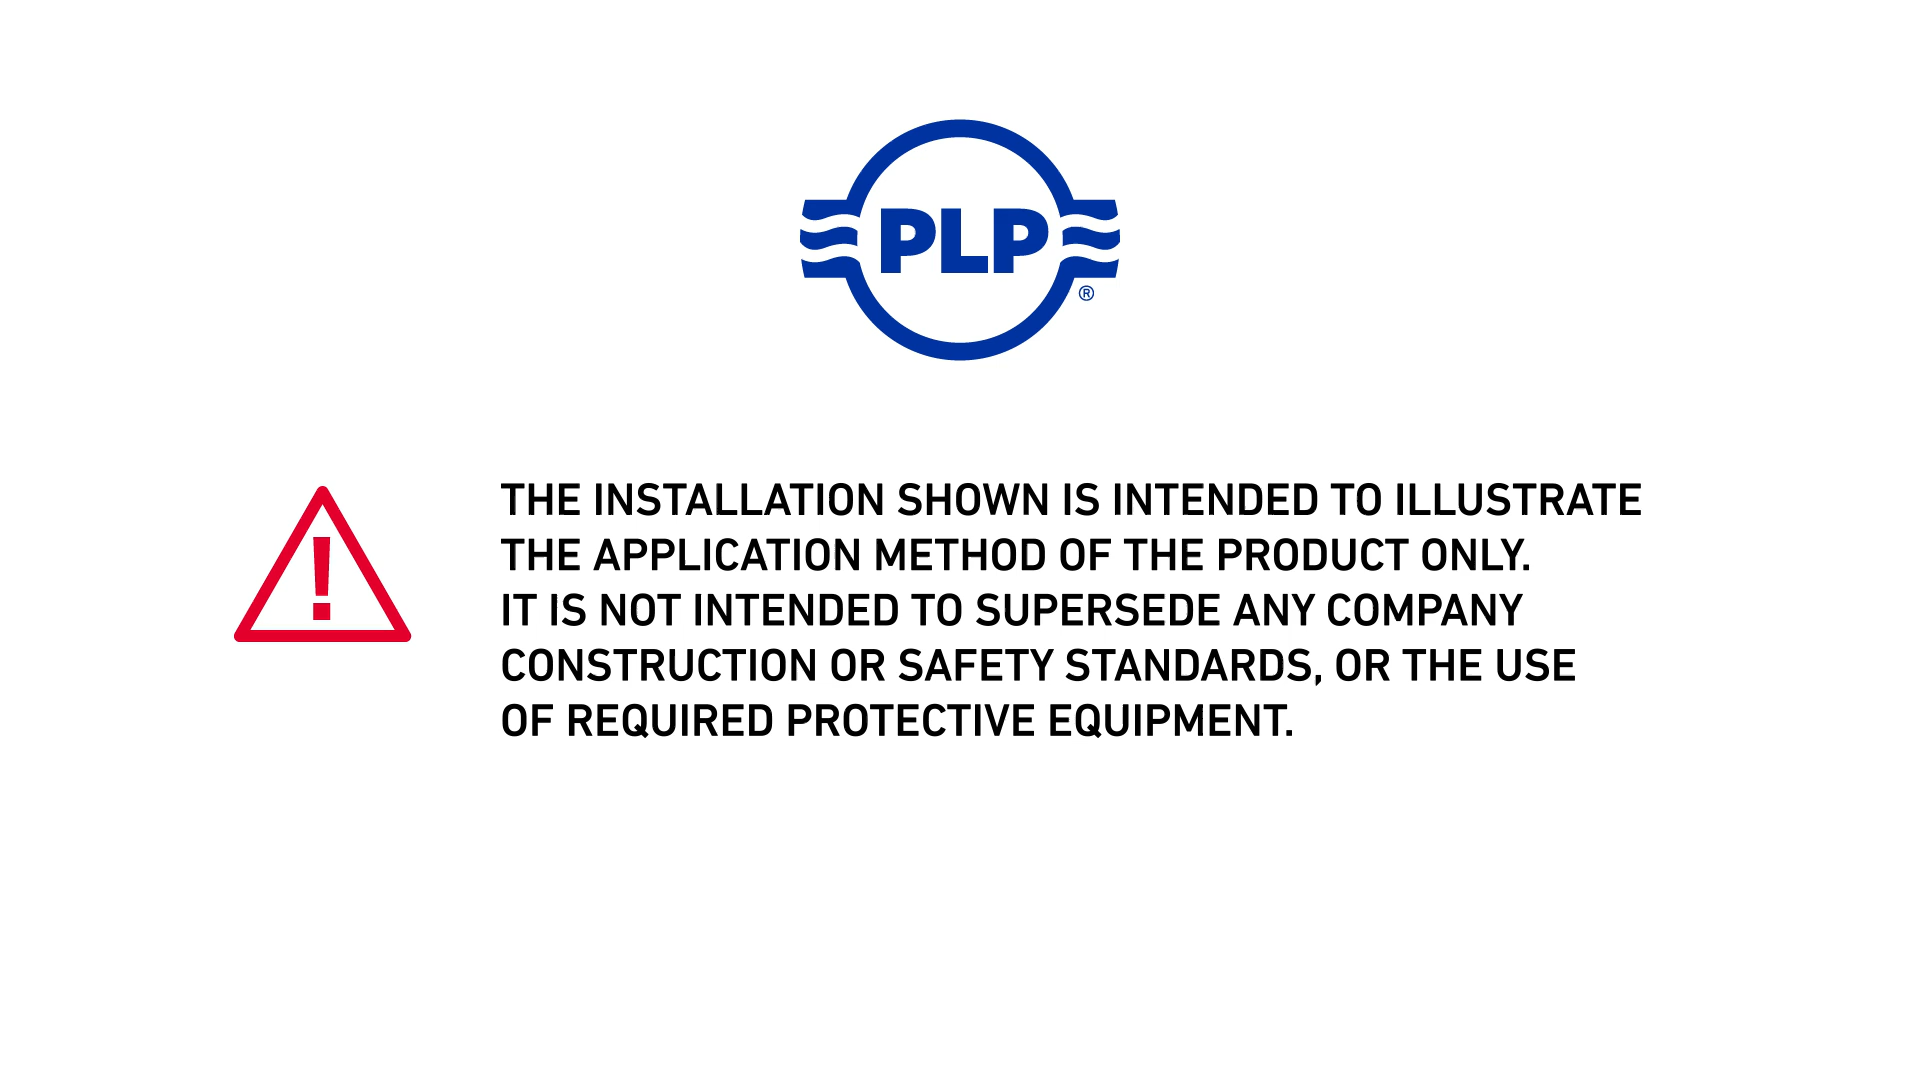 PLP
®
THE INSTALLATION SHOWN IS INTENDED TO ILLUSTRATE
THE APPLICATION METHOD OF THE PRODUCT ONLY.
IT IS NOT INTENDED TO SUPERSEDE ANY COMPANY
CONSTRUCTION OR SAFETY STANDARDS, OR THE USE
OF REQUIRED PROTECTIVE EQUIPMENT.